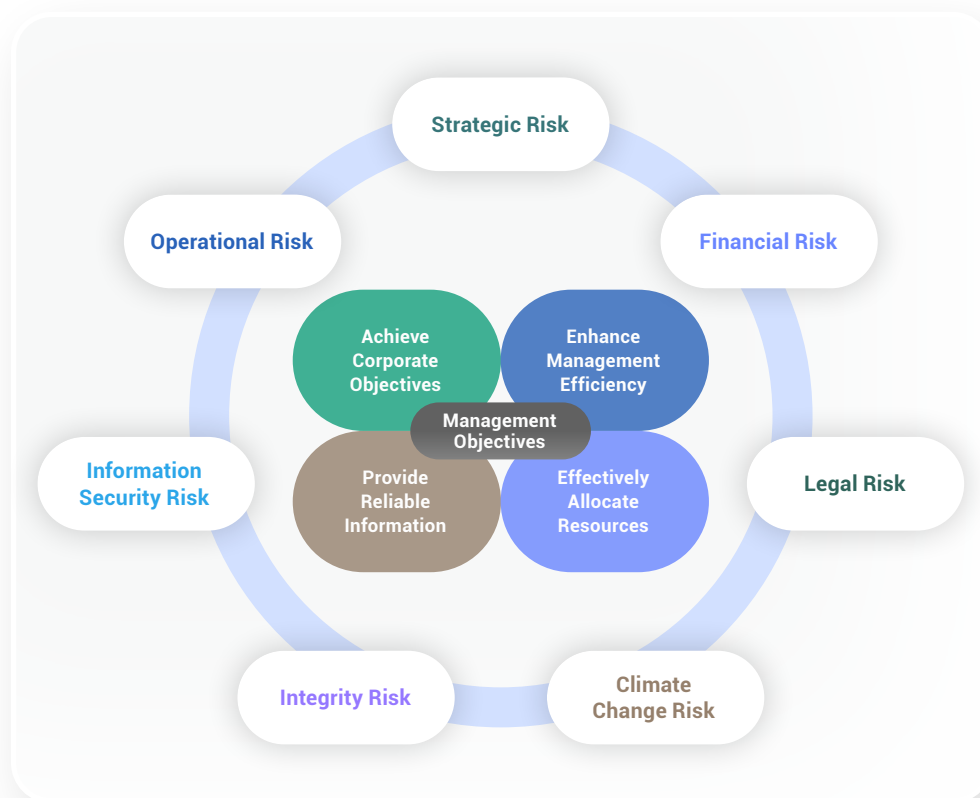 Strategic Risk
Operational Risk
Financial Risk
Achieve
Corporate
Objectives
Enhance
Management
Efficiency
Management
Objectives
Information
Security Risk
Legal Risk
Provide
Reliable
Information
Effectively
Allocate
Resources
Integrity Risk
Climate
Change Risk